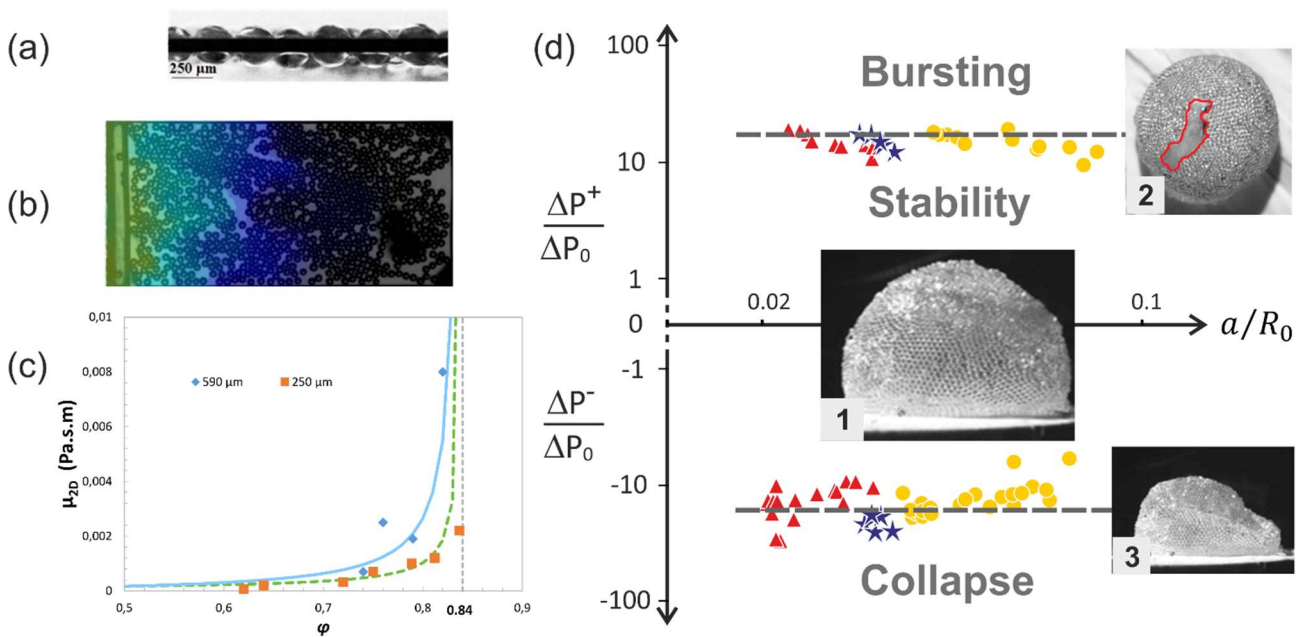 (a)
250 μm
(b)
(c)
0,01
0,008
0,006
0,004
0,002
0
μ2D (Pa.s.m)
590 μm
250 μm
0,5
0,6
0,7
0,8
0.84
0,9
φ
(d)
100
Bursting
10
Stability
2
ΔP+
ΔP0
1
0.02
0.1
0
a/R0
-1
1
ΔP-
ΔP0
-10
3
Collapse
-100